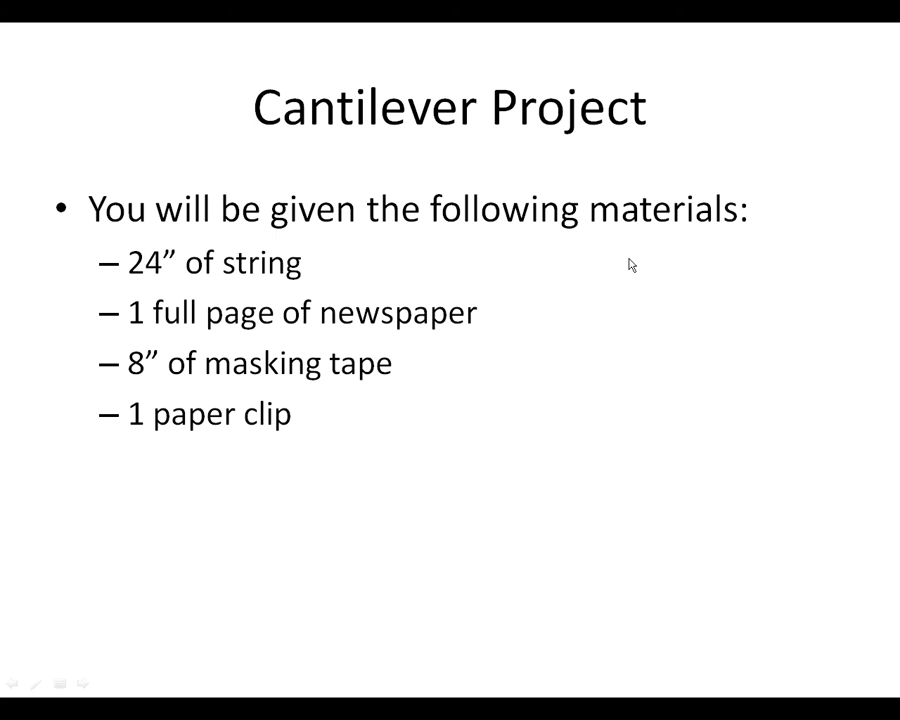 Cantilever Project
• You will be given the following materials:
– 24” of string
– 1 full page of newspaper
– 8” of masking tape
– 1 paper clip